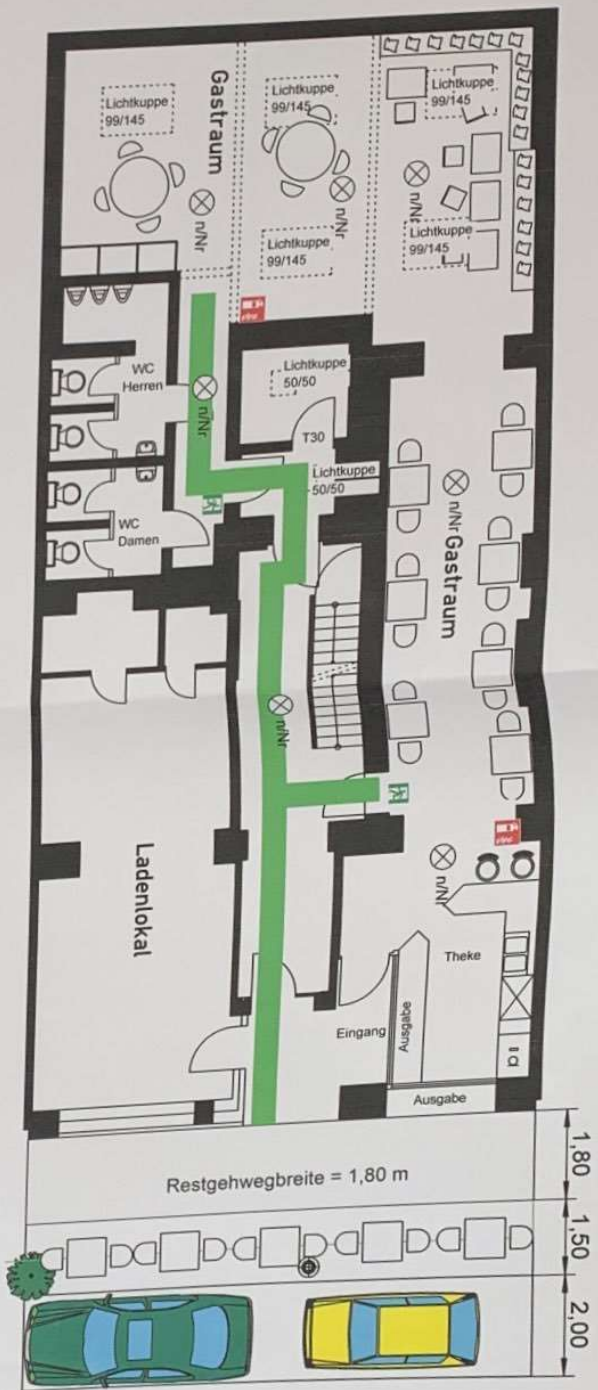 Lichtkuppe
99/145
Gastraum
Lichtkuppe
99/145
Lichtkuppe
99/145
n/Nr
n/Nr
n/Nr
Lichtkuppe
99/145
Lichtkuppe
99/145
WC
Herren
n/Nr
Lichtkuppe
50/50
T30
Lichtkuppe
50/50
n/Nr
Gastraum
WC
Damen
n/Nr
Ladenlokal
n/Nr
Theke
Eingang
Ausgabe
Ausgabe
Restgehwegbreite = 1,80 m
1,80
1,50
2,00